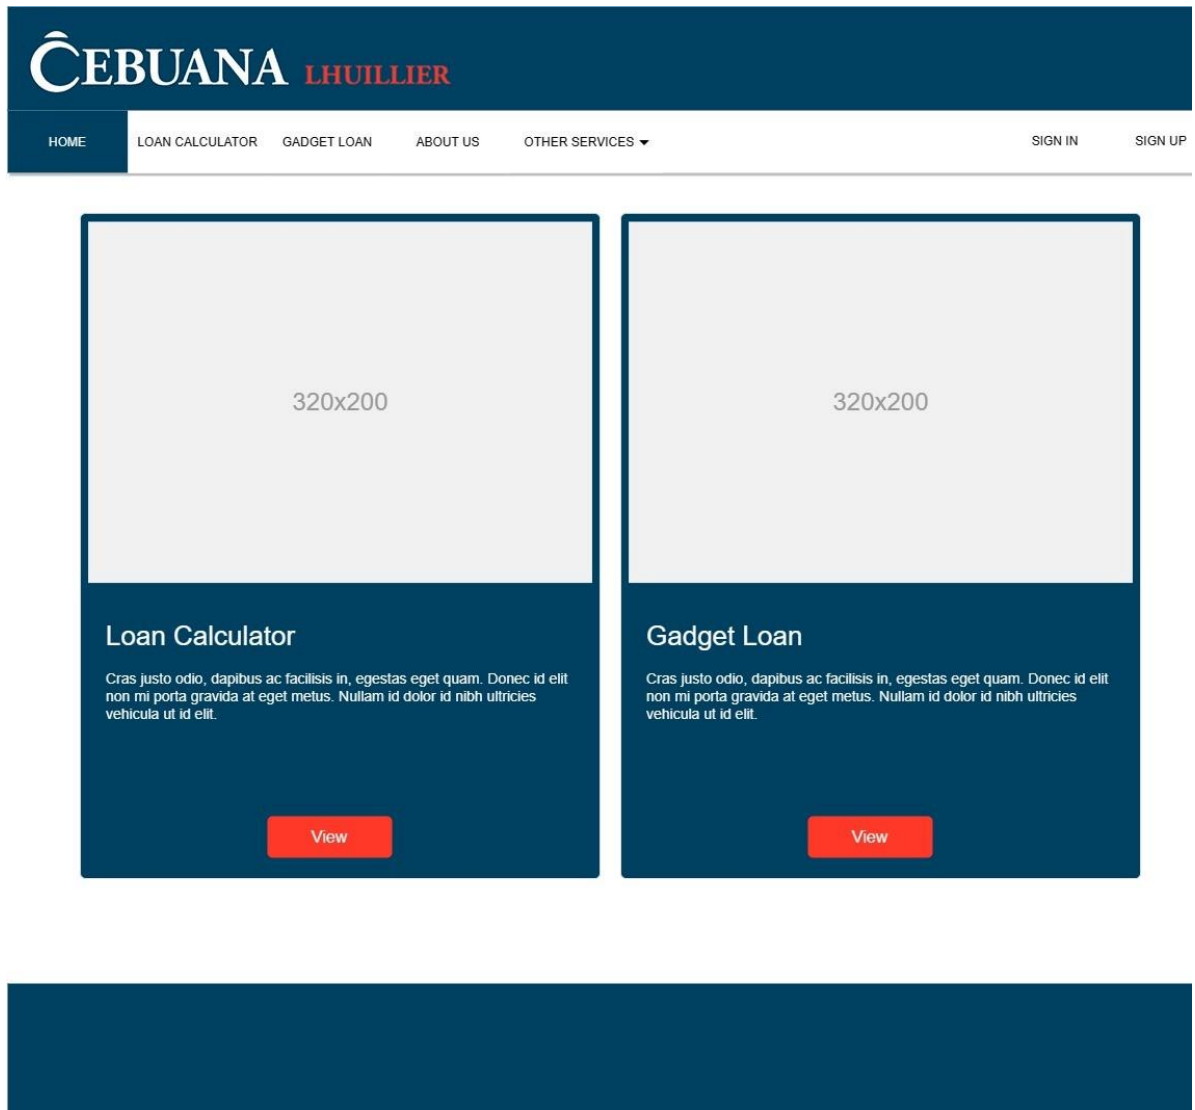 ĈEBUANA LHUILLIER
HOME LOAN CALCULATOR GADGET LOAN ABOUT US OTHER SERVICES SIGN IN SIGN UP
320x200
320x200
Loan Calculator
Cras justo odio, dapibus ac facilisis in, egestas eget quam. Donec id elit
non mi porta gravida at eget metus. Nullam id dolor id nibh ultricies
vehicula ut id elit.
View
Gadget Loan
Cras justo odio, dapibus ac facilisis in, egestas eget quam. Donec id elit
non mi porta gravida at eget metus. Nullam id dolor id nibh ultricies
vehicula ut id elit.
View